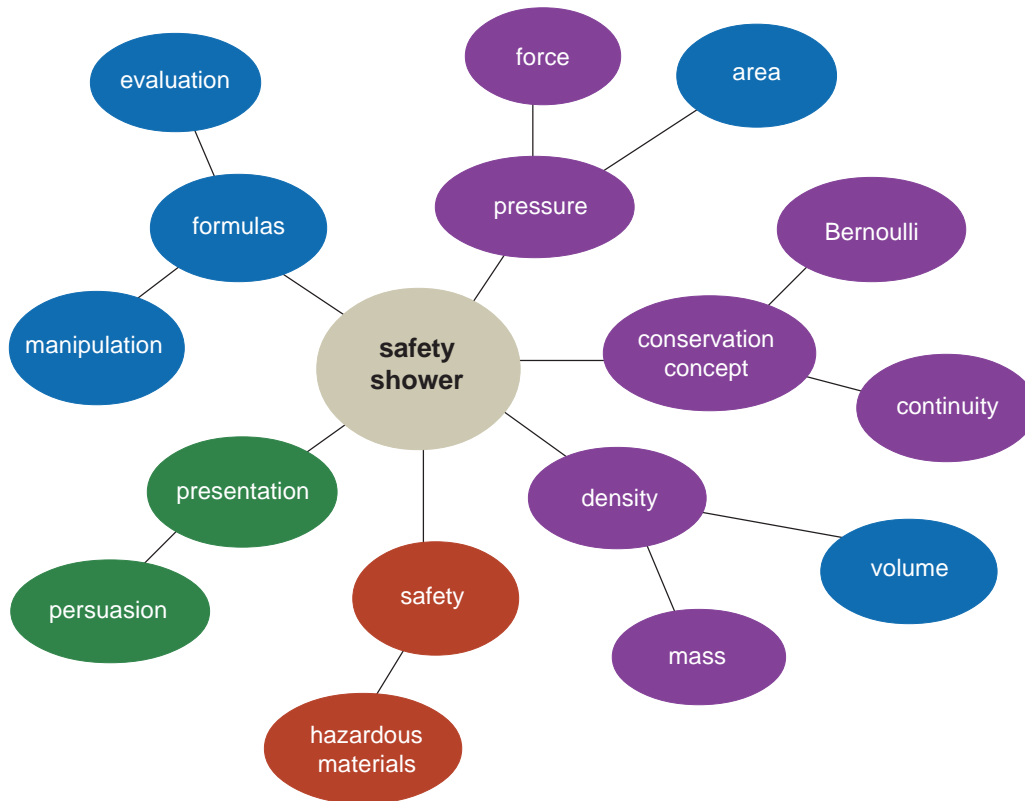 force
area
evaluation
pressure
formulas
Bernoulli
conservation
concept
manipulation
safety
shower
continuity
presentation
density
volume
safety
persuasion
mass
hazardous
materials